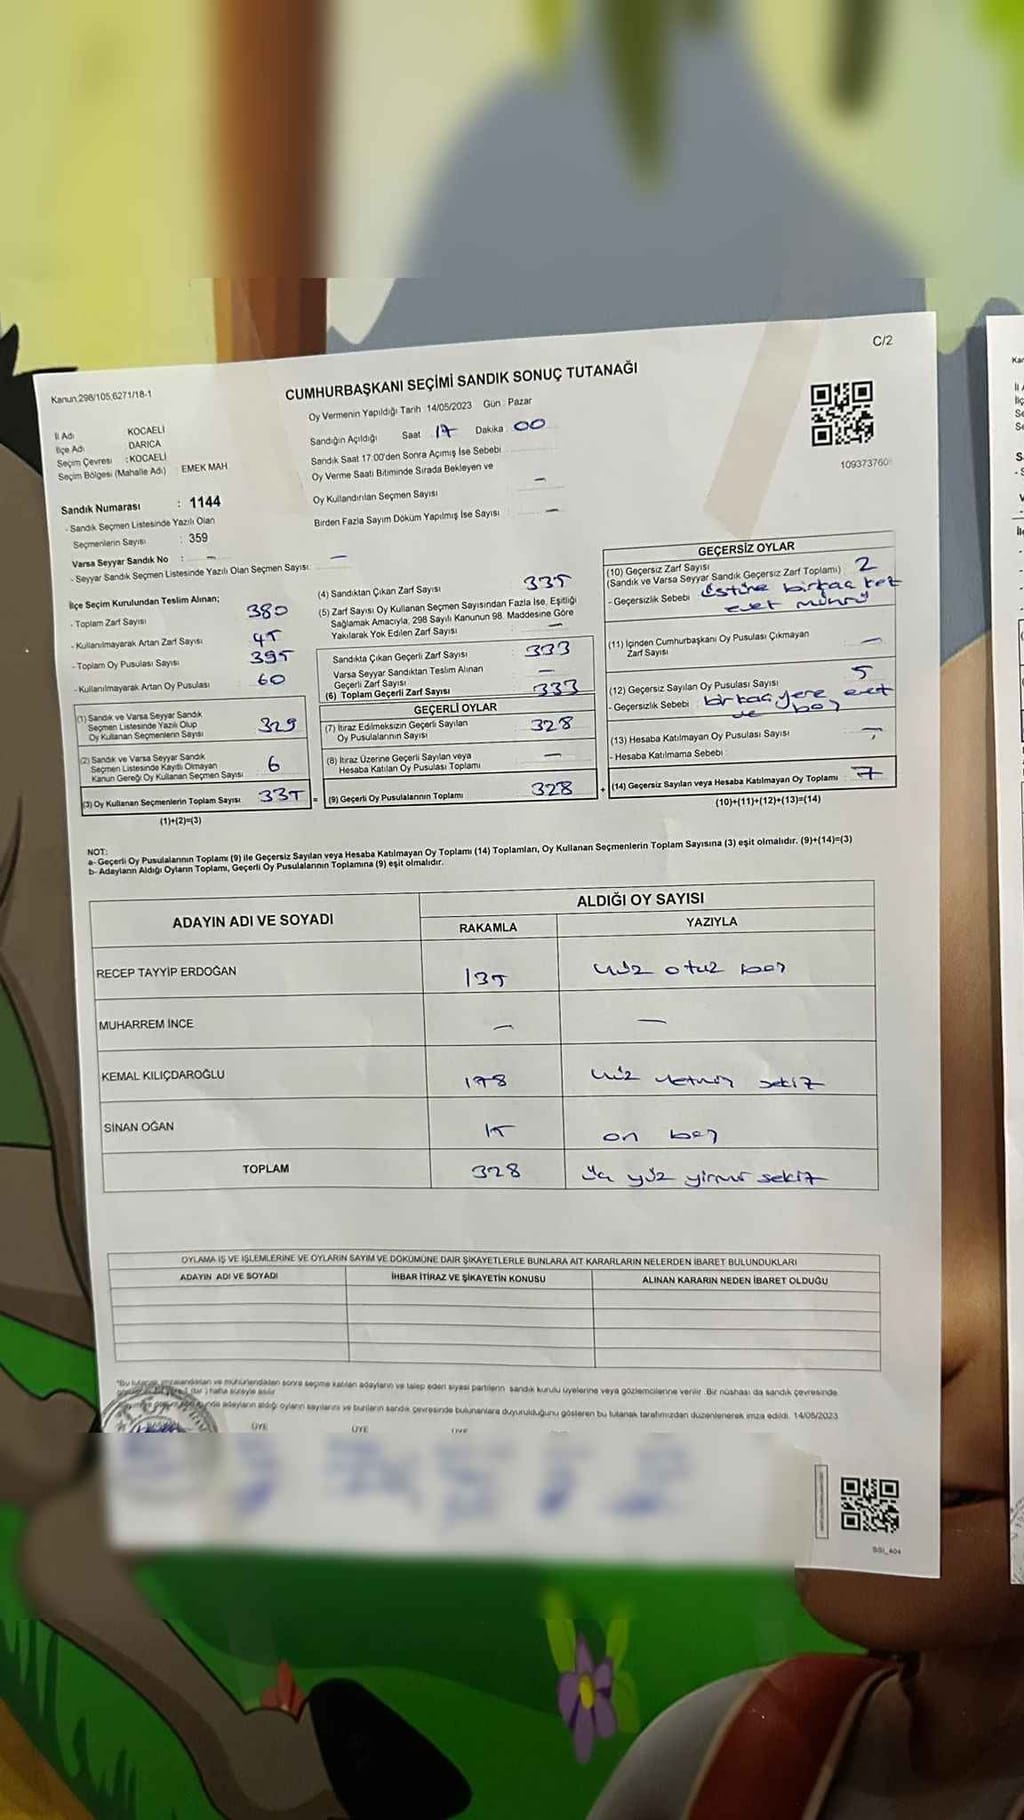 C/2
Kanun;298/105;6271/18-1
CUMHURBAŞKANI SEÇİMİ SANDIK SONUÇ TUTANAĞI
Oy Vermenin Yapıldığı Tarih :14/05/2023 Gün : Pazar
İl Adı : KOCAELİ
İlçe Adı : DARICA
Seçim Çevresi : KOCAELİ
Seçim Bölgesi (Mahalle Adı) : EMEK MAH
Sandığın Açıldığı Saat 17 Dakika 00
Sandık Saat 17:00'den Sonra Açılmış İse Sebebi
Oy Verme Saati Bitiminde Sırada Bekleyen ve
Oy Kullandırılan Seçmen Sayısı —
Birden Fazla Sayım Döküm Yapılmış İse Sayısı —
109373760
Sandık Numarası : 1144
- Sandık Seçmen Listesinde Yazılı Olan
Seçmenlerin Sayısı : 359
Varsa Seyyar Sandık No : —
- Seyyar Sandık Seçmen Listesinde Yazılı Olan Seçmen Sayısı: —
İlçe Seçim Kurulundan Teslim Alınan;
- Toplam Zarf Sayısı 380
- Kullanılmayarak Artan Zarf Sayısı 45
- Toplam Oy Pusulası Sayısı 395
- Kullanılmayarak Artan Oy Pusulası 60
(1) Sandık ve Varsa Seyyar Sandık
Seçmen Listesinde Yazılı Olup
Oy Kullanan Seçmenlerin Sayısı 329
(2) Sandık ve Varsa Seyyar Sandık
Seçmen Listesinde Kayıtlı Olmayan
Kanun Gereği Oy Kullanan Seçmen Sayısı 6
(3) Oy Kullanan Seçmenlerin Toplam Sayısı 335 =
(1)+(2)=(3)
(4) Sandıktan Çıkan Zarf Sayısı 335
(5) Zarf Sayısı Oy Kullanan Seçmen Sayısından Fazla İse, Eşitliği
Sağlamak Amacıyla, 298 Sayılı Kanunun 98. Maddesine Göre
Yakılarak Yok Edilen Zarf Sayısı —
Sandıkta Çıkan Geçerli Zarf Sayısı 333
Varsa Seyyar Sandıktan Teslim Alınan
Geçerli Zarf Sayısı —
(6) Toplam Geçerli Zarf Sayısı 333
GEÇERLİ OYLAR
(7) İtiraz Edilmeksizin Geçerli Sayılan
Oy Pusulalarının Sayısı 328
(8) İtiraz Üzerine Geçerli Sayılan veya
Hesaba Katılan Oy Pusulası Toplamı —
(9) Geçerli Oy Pusulalarının Toplamı 328 +
GEÇERSİZ OYLAR
(10) Geçersiz Zarf Sayısı
(Sandık ve Varsa Seyyar Sandık Geçersiz Zarf Toplamı) 2
- Geçersizlik Sebebi üstüne birkaç kez
evet mührü
(11) İçinden Cumhurbaşkanı Oy Pusulası Çıkmayan
Zarf Sayısı —
(12) Geçersiz Sayılan Oy Pusulası Sayısı 5
- Geçersizlik Sebebi birkaç yere evet
ve boş
(13) Hesaba Katılmayan Oy Pusulası Sayısı —
- Hesaba Katılmama Sebebi
(14) Geçersiz Sayılan veya Hesaba Katılmayan Oy Toplamı : 7
(10)+(11)+(12)+(13)=(14)
NOT:
a- Geçerli Oy Pusulalarının Toplamı (9) ile Geçersiz Sayılan veya Hesaba Katılmayan Oy Toplamı (14) Toplamları, Oy Kullanan Seçmenlerin Toplam Sayısına (3) eşit olmalıdır. (9)+(14)=(3)
b- Adayların Aldığı Oyların Toplamı, Geçerli Oy Pusulalarının Toplamına (9) eşit olmalıdır.
ADAYIN ADI VE SOYADI ALDIĞI OY SAYISI
RAKAMLA YAZIYLA
RECEP TAYYİP ERDOĞAN 135 yüz otuz beş
MUHARREM İNCE — —
KEMAL KILIÇDAROĞLU 178 yüz yetmiş sekiz
SİNAN OĞAN 15 on beş
TOPLAM 328 üç yüz yirmi sekiz
OYLAMA İŞ VE İŞLEMLERİNE VE OYLARIN SAYIM VE DÖKÜMÜNE DAİR ŞİKAYETLERLE BUNLARA AİT KARARLARIN NELERDEN İBARET BULUNDUKLARI
ADAYIN ADI VE SOYADI İHBAR İTİRAZ VE ŞİKAYETİN KONUSU ALINAN KARARIN NEDEN İBARET OLDUĞU
*Bu tutanak imzalandıktan ve mühürlendikten sonra seçime katılan adayların ve talep eden siyasi partilerin sandık kurulu üyelerine veya gözlemcilerine verilir. Bir nüshası da sandık çevresinde
hafta süreyle asılır.
adayların aldığı oyların sayılarını ve bunların sandık çevresinde bulunanlara duyurulduğunu gösteren bu tutanak tarafımızdan düzenlenerek imza edildi. 14/05/2023
ÜYE ÜYE ÜYE